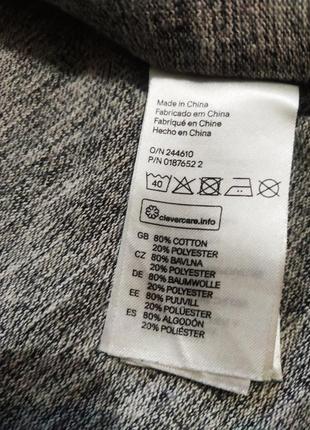 Made in China
Fabricado em China
Fabriqué en Chine
Hecho en China
O/N 244610
P/N 0187652 2
40
clevercare.info
GB 80% COTTON
20% POLYESTER
CZ 80% BAVLNA
20% POLYESTER
DE 80% BAUMWOLLE
20% POLYESTER
EE 80% PUUVILL
20% POLÜESTER
ES 80% ALGODÓN
20% POLIÉSTER